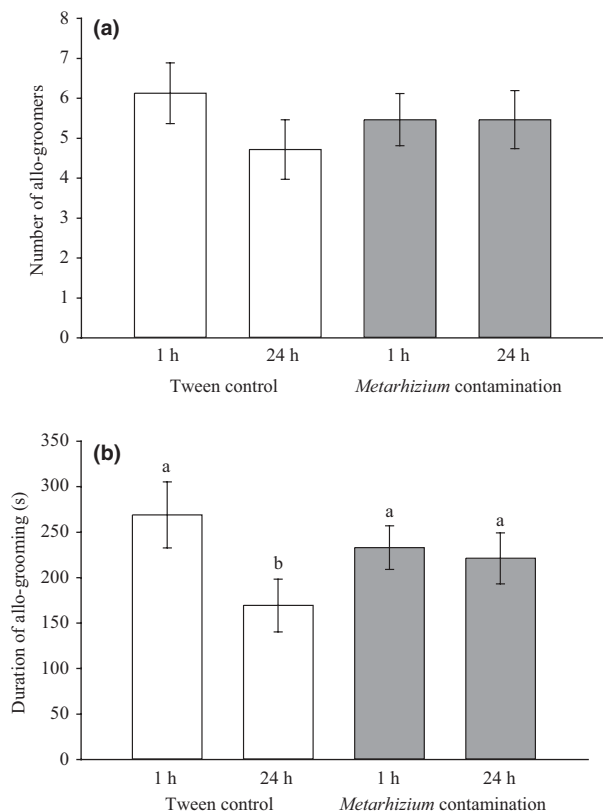 (a)
8
7
6
5
4
3
2
1
0
Number of allo-groomers
1 h 24 h 1 h 24 h
Tween control Metarhizium contamination
(b)
350
300
250
200
150
100
50
0
Duration of allo-grooming (s)
a b a a
1 h 24 h 1 h 24 h
Tween control Metarhizium contamination